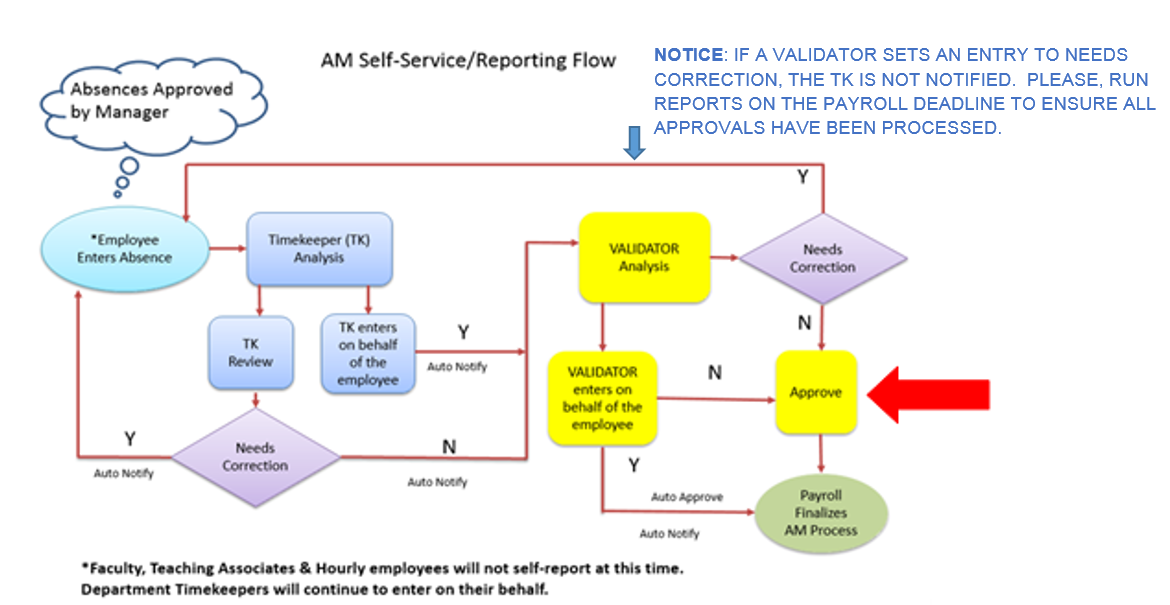 AM Self-Service/Reporting Flow
NOTICE: IF A VALIDATOR SETS AN ENTRY TO NEEDS
CORRECTION, THE TK IS NOT NOTIFIED.  PLEASE, RUN
REPORTS ON THE PAYROLL DEADLINE TO ENSURE ALL
APPROVALS HAVE BEEN PROCESSED.
Absences Approved
by Manager
*Employee
Enters Absence
Timekeeper (TK)
Analysis
TK
Review
TK enters
on behalf
of the
employee
Y
Auto Notify
Needs
Correction
Y
Auto Notify
N
Auto Notify
VALIDATOR
Analysis
Needs
Correction
Y
N
VALIDATOR
enters on
behalf of the
employee
N
Approve
Y
Auto Approve
Auto Notify
Payroll
Finalizes
AM Process
*Faculty, Teaching Associates & Hourly employees will not self-report at this time.
Department Timekeepers will continue to enter on their behalf.